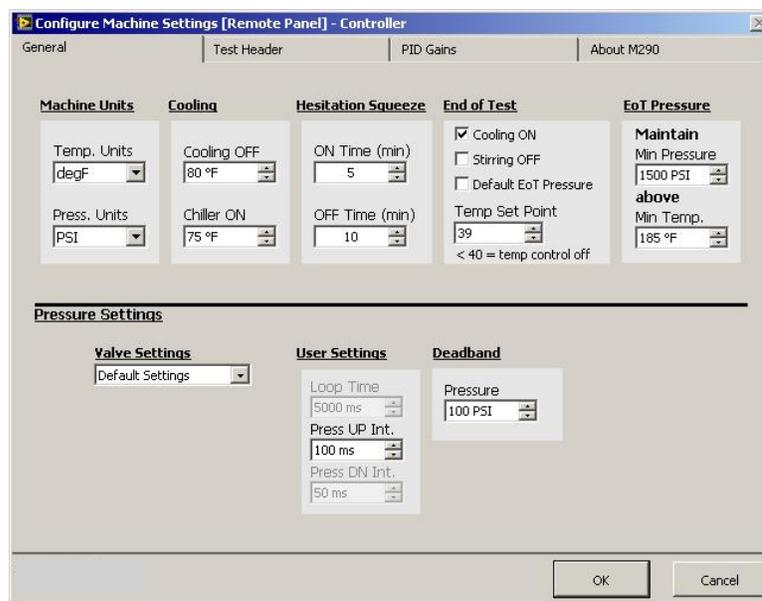 Configure Machine Settings [Remote Panel] - Controller
General
Test Header
PID Gains
About M290
Machine Units
Temp. Units
degF
Press. Units
PSI
Cooling
Cooling OFF
80 °F
Chiller ON
75 °F
Hesitation Squeeze
ON Time (min)
5
OFF Time (min)
10
End of Test
Cooling ON
Stirring OFF
Default EoT Pressure
Temp Set Point
39
< 40 = temp control off
EoT Pressure
Maintain
Min Pressure
1500 PSI
above
Min Temp.
185 °F
Pressure Settings
Valve Settings
Default Settings
User Settings
Loop Time
5000 ms
Press UP Int.
100 ms
Press DN Int.
50 ms
Deadband
Pressure
100 PSI
OK
Cancel